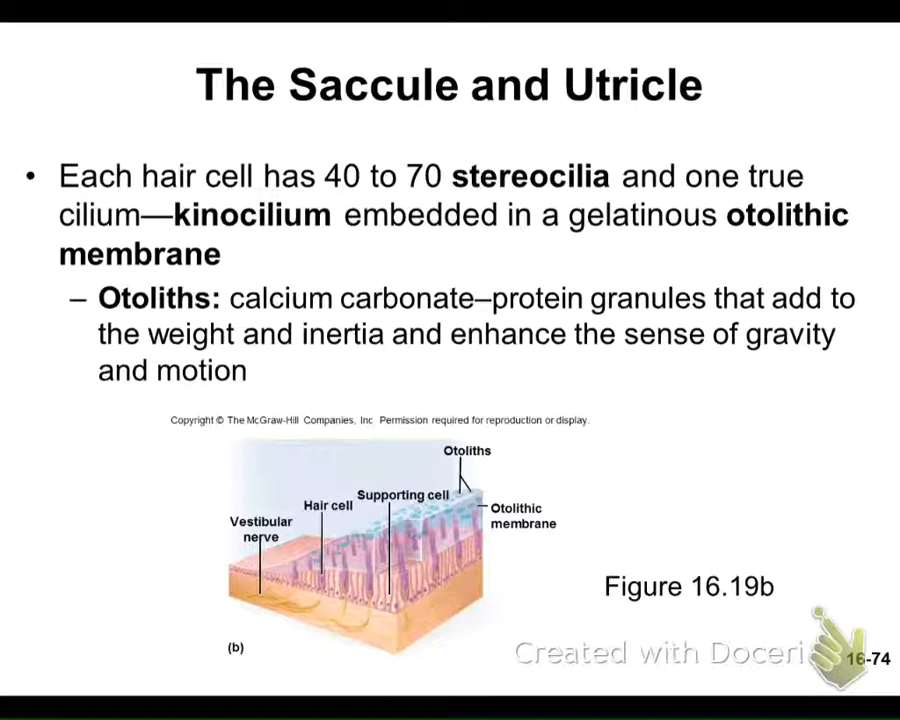 The Saccule and Utricle
• Each hair cell has 40 to 70 stereocilia and one true
cilium—kinocilium embedded in a gelatinous otolithic
membrane
– Otoliths: calcium carbonate–protein granules that add to
the weight and inertia and enhance the sense of gravity
and motion
Copyright © The McGraw-Hill Companies, Inc Permission required for reproduction or display.
Otoliths
Supporting cell
Hair cell
Otolithic
membrane
Vestibular
nerve
Figure 16.19b
(b)
Created with Doceri
16-74